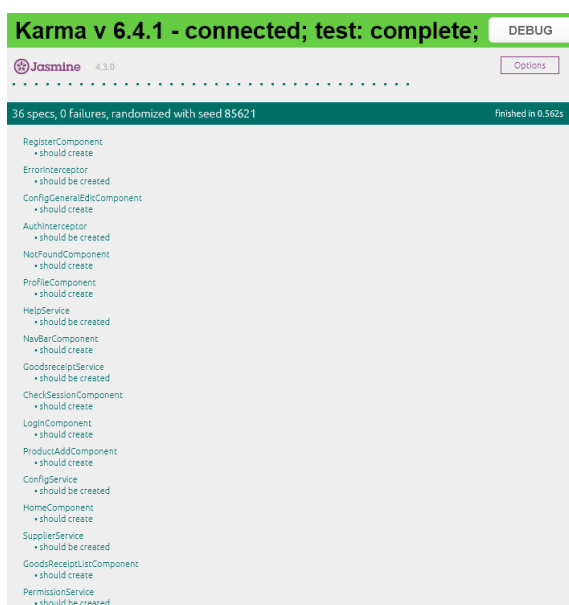 Karma v 6.4.1 - connected; test: complete; DEBUG
Jasmine 4.3.0 Options
36 specs, 0 failures, randomized with seed 85621 finished in 0.562s
RegisterComponent
• should create
ErrorInterceptor
• should be created
ConfigGeneralEditComponent
• should create
AuthInterceptor
• should be created
NotFoundComponent
• should create
ProfileComponent
• should create
HelpService
• should be created
NavBarComponent
• should create
GoodsreceiptService
• should be created
CheckSessionComponent
• should create
LoginComponent
• should create
ProductAddComponent
• should create
ConfigService
• should be created
HomeComponent
• should create
SupplierService
• should be created
GoodsReceiptListComponent
• should create
PermissionService
• should be created